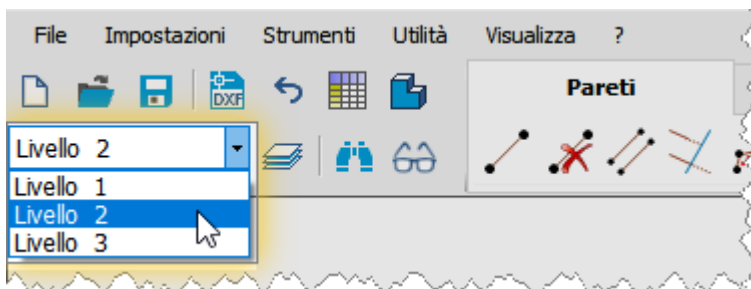 File Impostazioni Strumenti Utilità Visualizza ?
DXF
Pareti
Livello 2
Livello 1
Livello 2
Livello 3